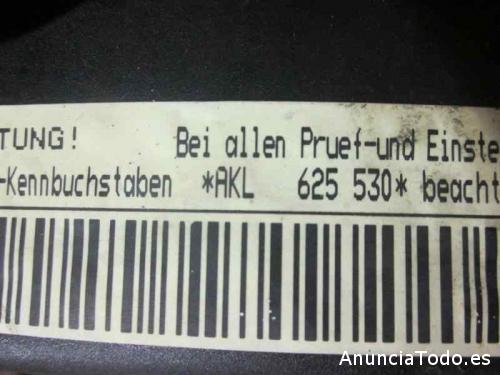 TUNG! Bei allen Pruef-und Einste
-Kennbuchstaben *AKL 625 530* beacht
AnunciaTodo.es